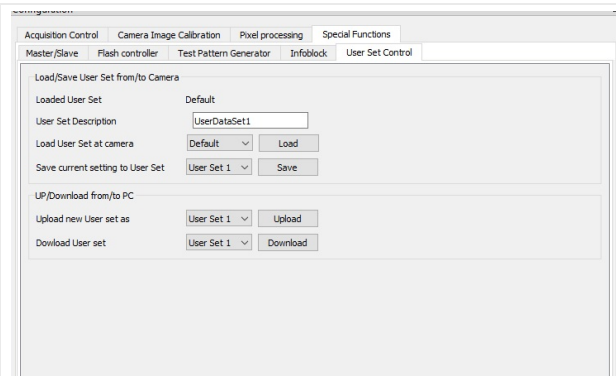 Configuration
Acquisition Control Camera Image Calibration Pixel processing Special Functions
Master/Slave Flash controller Test Pattern Generator Infoblock User Set Control
Load/Save User Set from/to Camera
Loaded User Set Default
User Set Description UserDataSet1
Load User Set at camera Default Load
Save current setting to User Set User Set 1 Save
UP/Download from/to PC
Upload new User set as User Set 1 Upload
Dowload User set User Set 1 Download